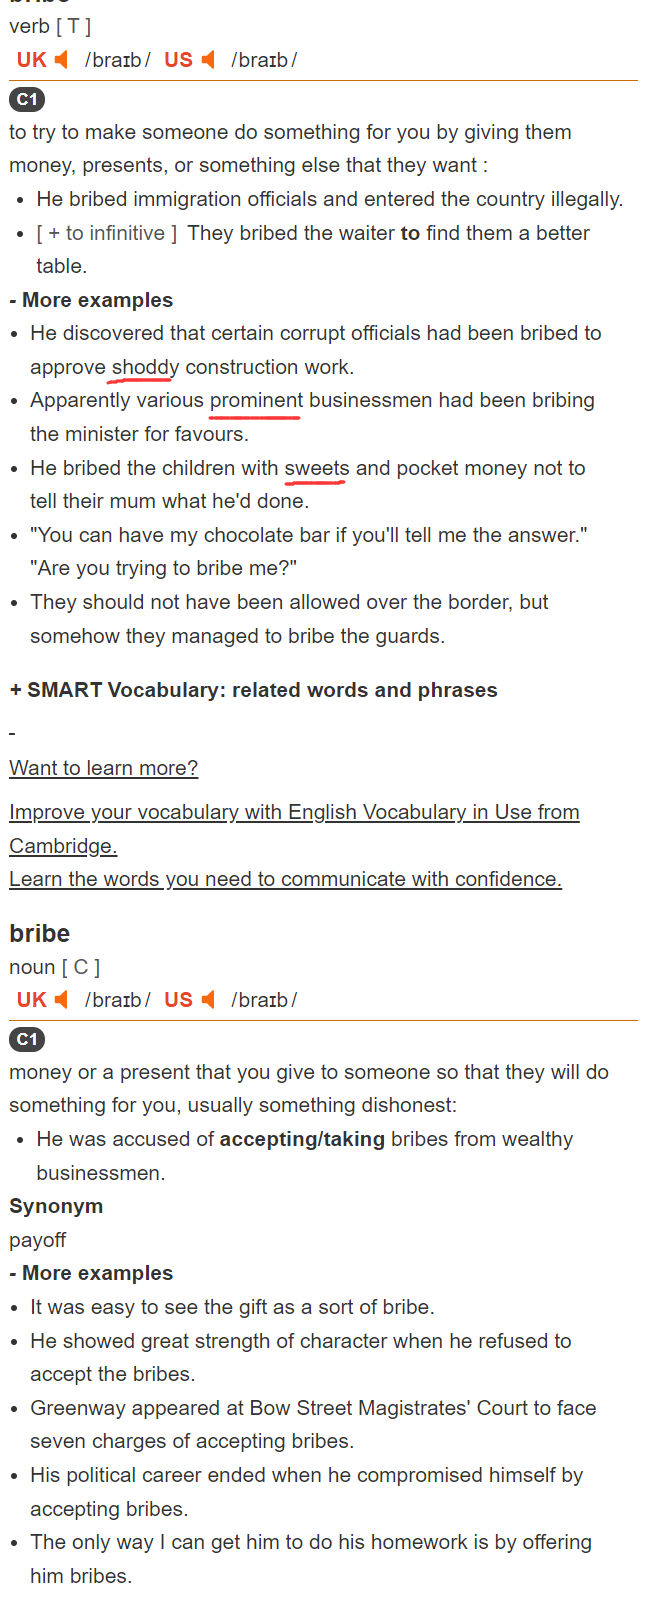 bribe
verb [ T ]
UK /braɪb/ US /braɪb/
C1
to try to make someone do something for you by giving them
money, presents, or something else that they want :
• He bribed immigration officials and entered the country illegally.
• [ + to infinitive ] They bribed the waiter to find them a better
table.
- More examples
• He discovered that certain corrupt officials had been bribed to
approve shoddy construction work.
• Apparently various prominent businessmen had been bribing
the minister for favours.
• He bribed the children with sweets and pocket money not to
tell their mum what he'd done.
• "You can have my chocolate bar if you'll tell me the answer."
"Are you trying to bribe me?"
• They should not have been allowed over the border, but
somehow they managed to bribe the guards.
+ SMART Vocabulary: related words and phrases
-
Want to learn more?
Improve your vocabulary with English Vocabulary in Use from
Cambridge.
Learn the words you need to communicate with confidence.
bribe
noun [ C ]
UK /braɪb/ US /braɪb/
C1
money or a present that you give to someone so that they will do
something for you, usually something dishonest:
• He was accused of accepting/taking bribes from wealthy
businessmen.
Synonym
payoff
- More examples
• It was easy to see the gift as a sort of bribe.
• He showed great strength of character when he refused to
accept the bribes.
• Greenway appeared at Bow Street Magistrates' Court to face
seven charges of accepting bribes.
• His political career ended when he compromised himself by
accepting bribes.
• The only way I can get him to do his homework is by offering
him bribes.